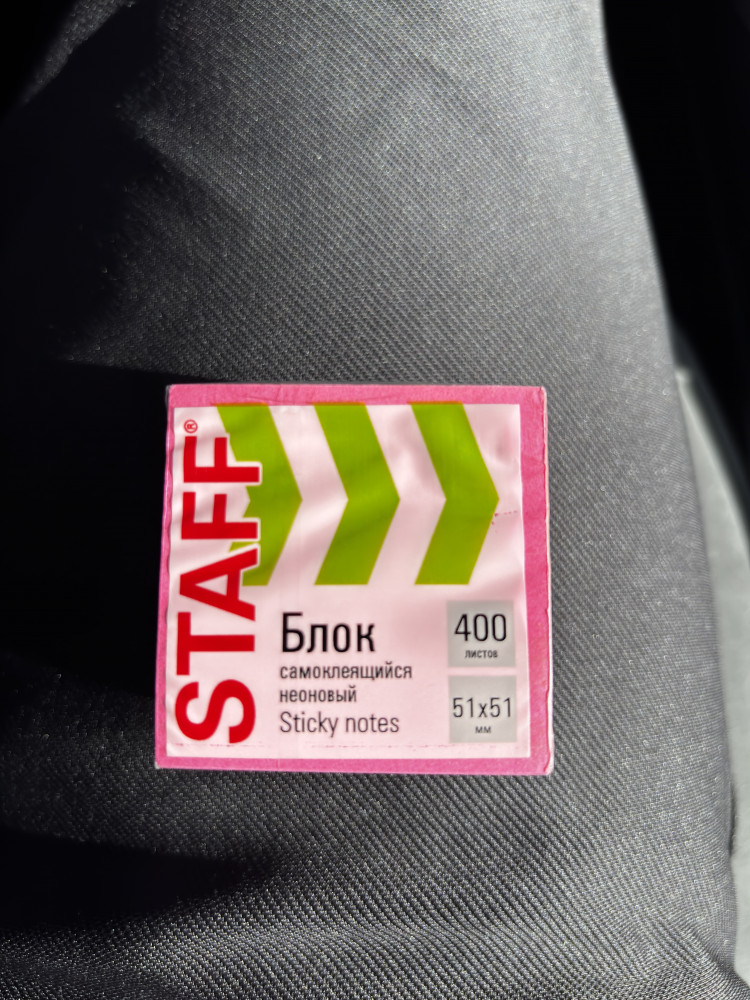 STAFF®
Блок
самоклеящийся
неоновый
Sticky notes
400
листов
51x51
мм